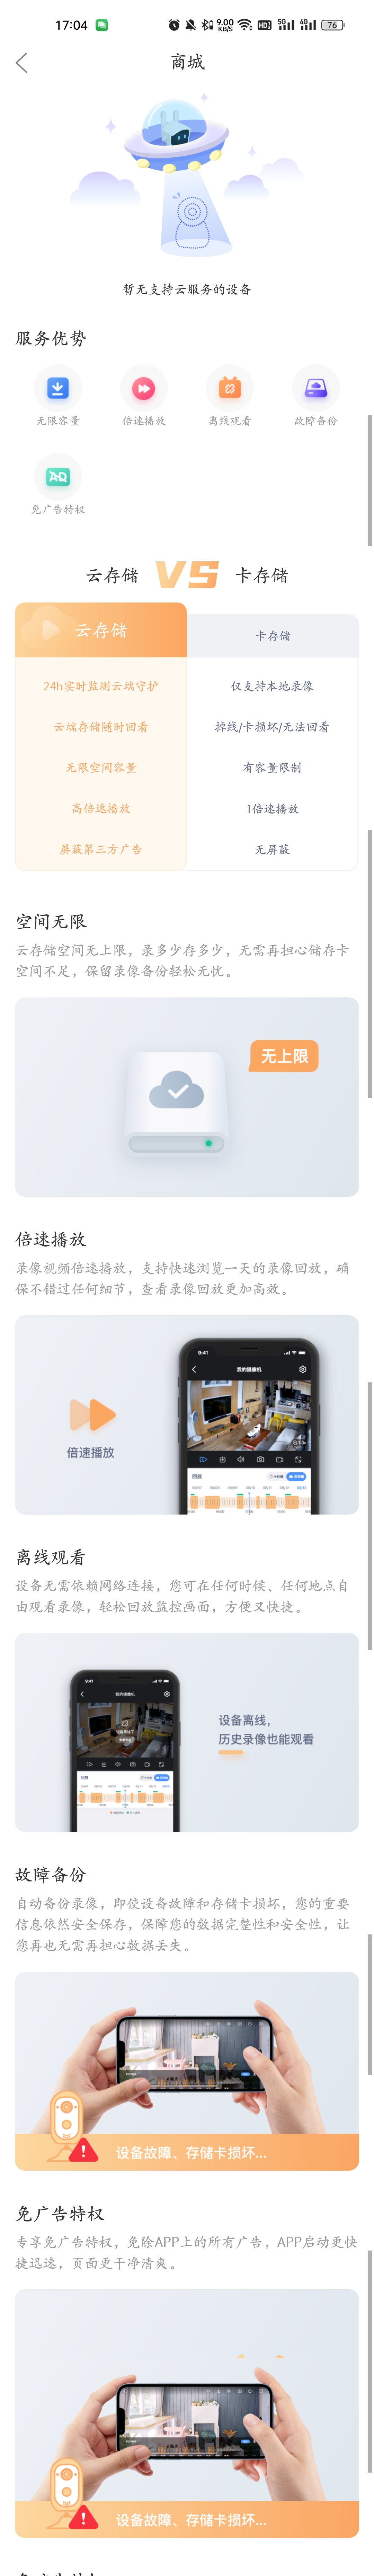 17:04
9.00 KB/S
HD
5G
4G
76
商城
暂无支持云服务的设备
服务优势
无限容量 倍速播放 离线观看 故障备份
AD
免广告特权
云存储 VS 卡存储
云存储 卡存储
24h实时监测云端守护 仅支持本地录像
云端存储随时回看 掉线/卡损坏/无法回看
无限空间容量 有容量限制
高倍速播放 1倍速播放
屏蔽第三方广告 无屏蔽
空间无限
云存储空间无上限，录多少存多少，无需再担心储存卡
空间不足，保留录像备份轻松无忧。
无上限
倍速播放
录像视频倍速播放，支持快速浏览一天的录像回放，确
保不错过任何细节，查看录像回放更加高效。
9:41
我的摄像机
倍速播放
回放
离线观看
设备无需依赖网络连接，您可在任何时候、任何地点自
由观看录像，轻松回放监控画面，方便又快捷。
9:41
我的摄像机
设备离线，
历史录像也能观看
回放
故障备份
自动备份录像，即使设备故障和存储卡损坏，您的重要
信息依然安全保存，保障您的数据完整性和安全性，让
您再也无需再担心数据丢失。
设备故障、存储卡损坏...
免广告特权
专享免广告特权，免除APP上的所有广告，APP启动更快
捷迅速，页面更干净清爽。
设备故障、存储卡损坏...